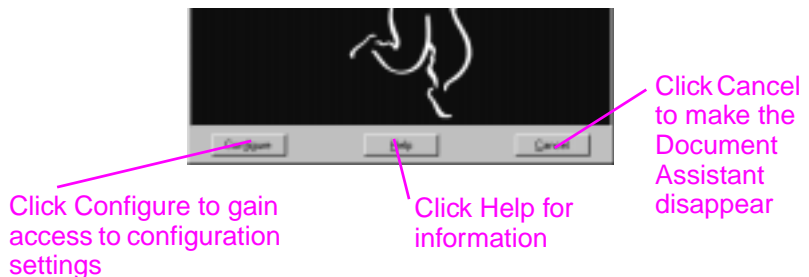 Configure
Help
Cancel
Click Cancel
to make the
Document
Assistant
disappear
Click Configure to gain
access to configuration
settings
Click Help for
information